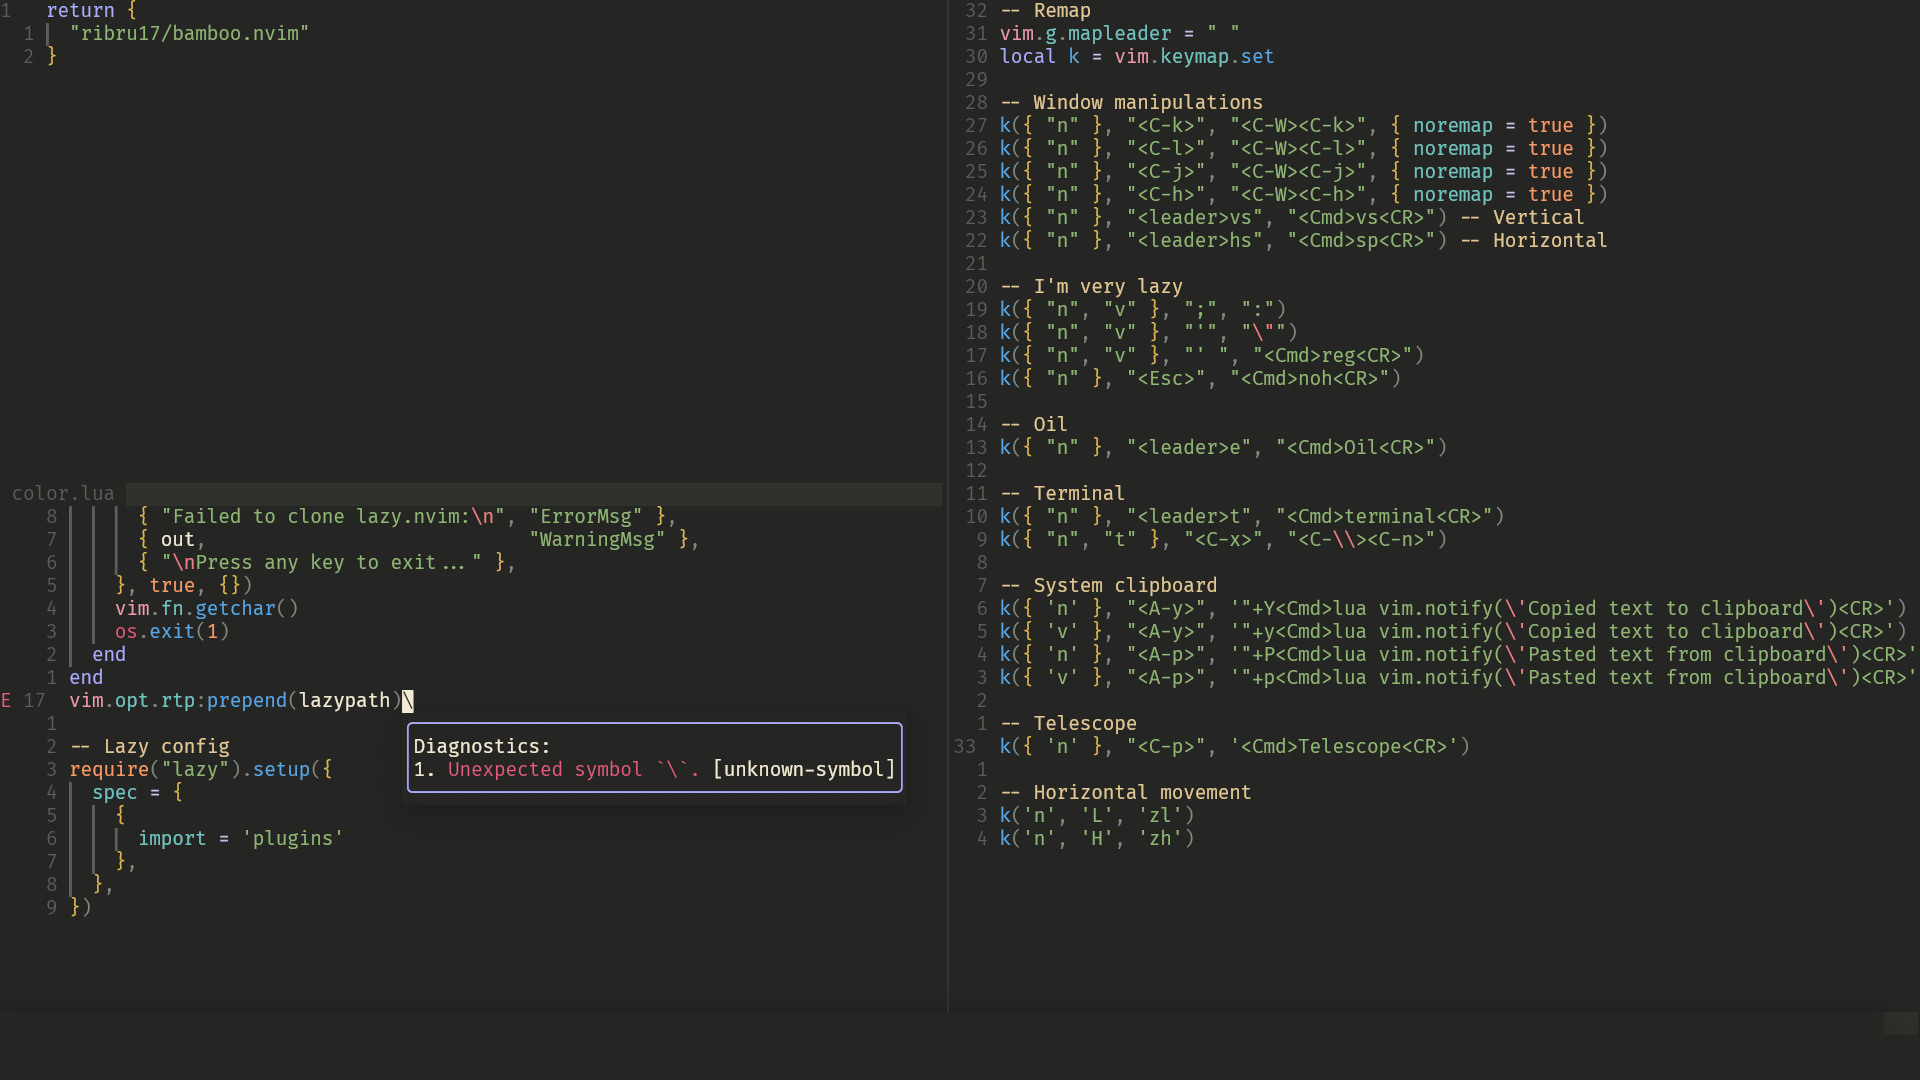 1   return {
  1   "ribru17/bamboo.nvim"
  2 }
color.lua
8       { "Failed to clone lazy.nvim:\n", "ErrorMsg" },
7       { out,                            "WarningMsg" },
6       { "\nPress any key to exit..." },
5     }, true, {})
4     vim.fn.getchar()
3     os.exit(1)
2   end
1 end
E 17  vim.opt.rtp:prepend(lazypath)\
1
2 -- Lazy config
3 require("lazy").setup({
4   spec = {
5     {
6       import = 'plugins'
7     },
8   },
9 })
Diagnostics:
1. Unexpected symbol `\`. [unknown-symbol]
32 -- Remap
31 vim.g.mapleader = " "
30 local k = vim.keymap.set
29
28 -- Window manipulations
27 k({ "n" }, "<C-k>", "<C-W><C-k>", { noremap = true })
26 k({ "n" }, "<C-l>", "<C-W><C-l>", { noremap = true })
25 k({ "n" }, "<C-j>", "<C-W><C-j>", { noremap = true })
24 k({ "n" }, "<C-h>", "<C-W><C-h>", { noremap = true })
23 k({ "n" }, "<leader>vs", "<Cmd>vs<CR>") -- Vertical
22 k({ "n" }, "<leader>hs", "<Cmd>sp<CR>") -- Horizontal
21
20 -- I'm very lazy
19 k({ "n", "v" }, ";", ":")
18 k({ "n", "v" }, "'", "\"")
17 k({ "n", "v" }, "' ", "<Cmd>reg<CR>")
16 k({ "n" }, "<Esc>", "<Cmd>noh<CR>")
15
14 -- Oil
13 k({ "n" }, "<leader>e", "<Cmd>Oil<CR>")
12
11 -- Terminal
10 k({ "n" }, "<leader>t", "<Cmd>terminal<CR>")
9 k({ "n", "t" }, "<C-x>", "<C-\\><C-n>")
8
7 -- System clipboard
6 k({ 'n' }, "<A-y>", '"+Y<Cmd>lua vim.notify(\'Copied text to clipboard\')<CR>')
5 k({ 'v' }, "<A-y>", '"+y<Cmd>lua vim.notify(\'Copied text to clipboard\')<CR>')
4 k({ 'n' }, "<A-p>", '"+P<Cmd>lua vim.notify(\'Pasted text from clipboard\')<CR>'
3 k({ 'v' }, "<A-p>", '"+p<Cmd>lua vim.notify(\'Pasted text from clipboard\')<CR>'
2
1 -- Telescope
33  k({ 'n' }, "<C-p>", '<Cmd>Telescope<CR>')
1
2 -- Horizontal movement
3 k('n', 'L', 'zl')
4 k('n', 'H', 'zh')